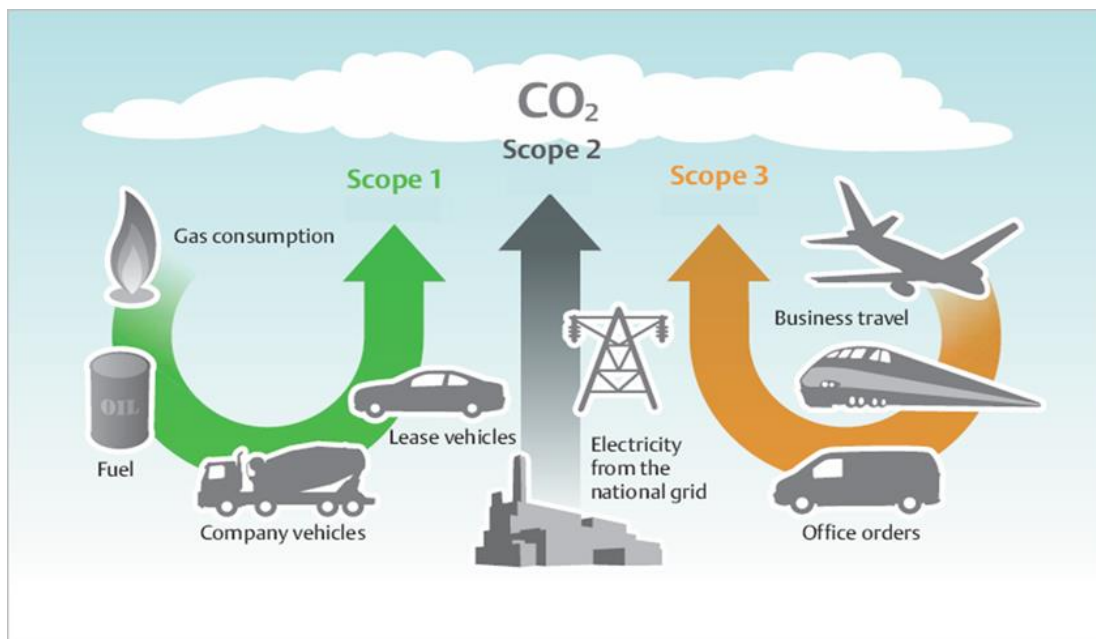 CO₂
Scope 2
Scope 1
Scope 3
Gas consumption
Business travel
OIL
Lease vehicles
Fuel
Electricity
from the
national grid
Company vehicles
Office orders